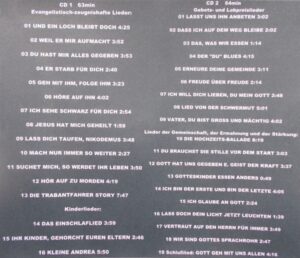 CD 1 63min
Evangelistisch-zeugnishafte Lieder:
01 UND EIN LOCH BLEIBT DOCH 4:25
02 WEIL ER MIR AUFMACHT 3:52
03 DU HAST MIR ALLES GEGEBEN 3:53
04 ER STARB FÜR DICH 2:40
05 GEH MIT IHM, FOLGE IHM 3:23
06 HÖRE AUF IHN 4:02
07 ICH SEHE SCHWARZ FÜR DICH 2:54
08 JESUS HAT MICH GEHEILT 1:59
09 LASS DICH TAUFEN, NIKODEMUS 3:48
10 MACH NUR IMMER SO WEITER 2:27
11 SUCHET MICH, SO WERDET IHR LEBEN 3:50
12 HÖR AUF ZU MORDEN 4:19
13 DIE TRABANTFAHRER STORY 7:47
Kinderlieder:
14 DAS EINSCHLAFLIED 3:59
15 IHR KINDER, GEHORCHT EUREN ELTERN 2:46
16 KLEINE ANDREA 5:50
CD 2 64min
Gebets- und Lobpreislieder
01 LASST UNS IHN ANBETEN 3:02
02 DASS ICH AUF DEM WEG BLEIBE 2:02
03 DAS, WAS WIR ESSEN 1:14
04 DER "DU" BLUES 4:15
05 ERNEURE DEINE GEMEINDE 3:11
06 FREUDE ÜBER FREUDE 2:14
07 ICH WILL DICH LIEBEN, DU MEIN GOTT 2:48
08 LIED VON DER SCHWERMUT 5:01
09 VATER, DU BIST GROSS UND MÄCHTIG 4:02
Lieder der Gemeinschaft, der Ermahnung und der Stärkung:
10 DIE HOCHZEITS-BALLADE 6:19
11 DU BRAUCHST DIE STILLE VOR DEM START 3:03
12 GOTT HAT UNS GEGEBEN E. GEIST DER KRAFT 3:37
13 GOTTESKINDER ESSEN ANDERS 0:49
14 ICH BIN DER ERSTE UND BIN DER LETZTE 4:05
15 ICH GLAUBE AN GOTT 2:24
16 LASS DOCH DEIN LICHT JETZT LEUCHTEN 1:39
17 VERTRAUT AUF DEN HERRN FÜR IMMER 2:49
18 WIR SIND GOTTES SPRACHROHR 2:47
19 Schlußlied: GOTT GEH MIT UNS ALLEN 4:16